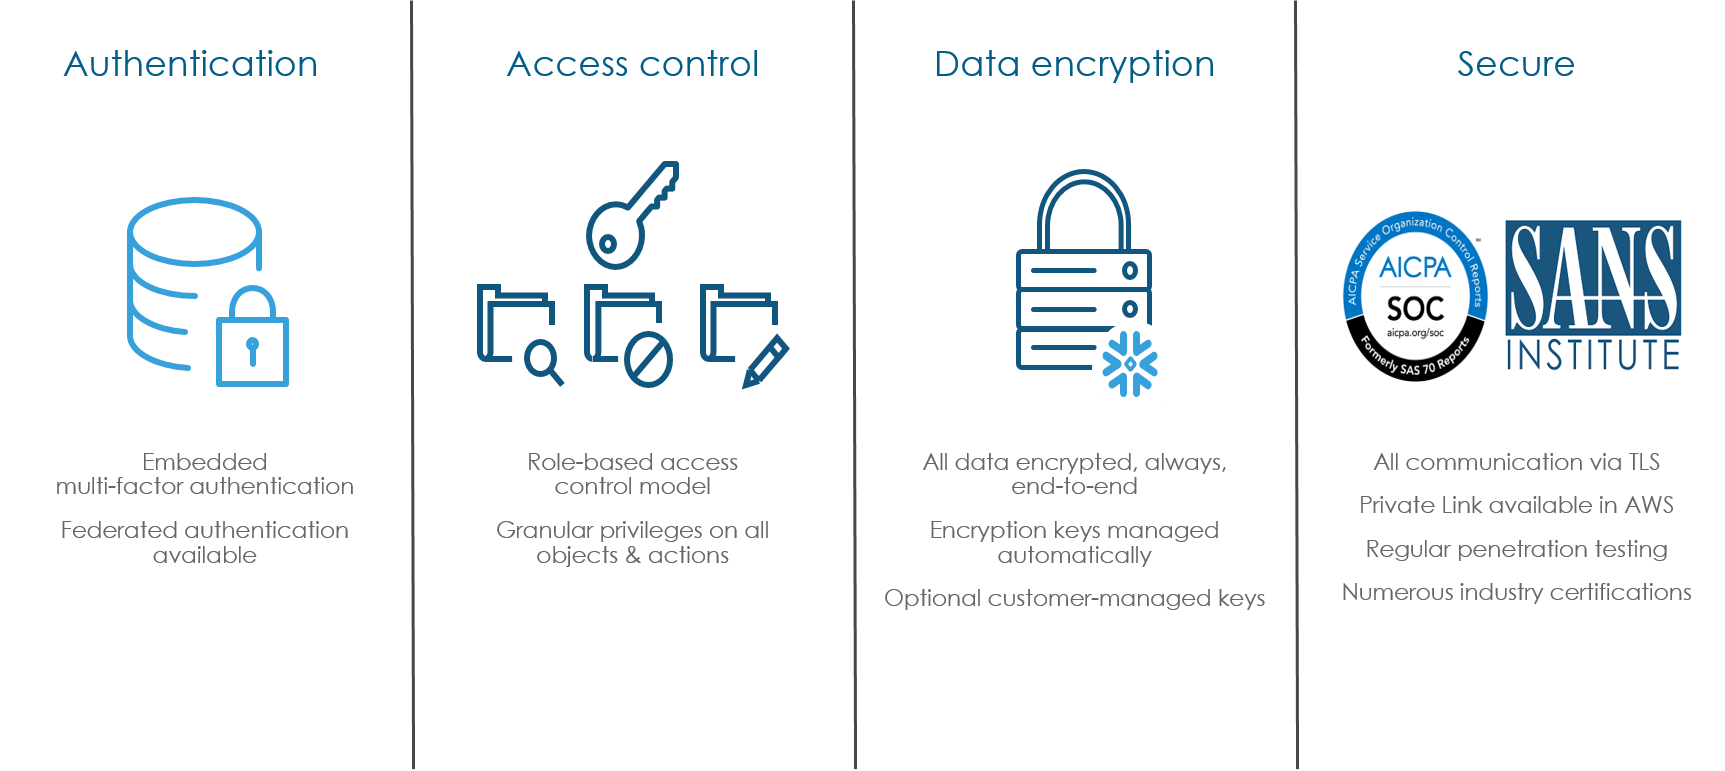 Authentication
Access control
Data encryption
Secure
AICPA Service Organization Control Reports
AICPA
SOC
aicpa.org/soc
Formerly SAS 70 Reports
SANS
INSTITUTE
Embedded
multi-factor authentication
Federated authentication
available
Role-based access
control model
Granular privileges on all
objects & actions
All data encrypted, always,
end-to-end
Encryption keys managed
automatically
Optional customer-managed keys
All communication via TLS
Private Link available in AWS
Regular penetration testing
Numerous industry certifications